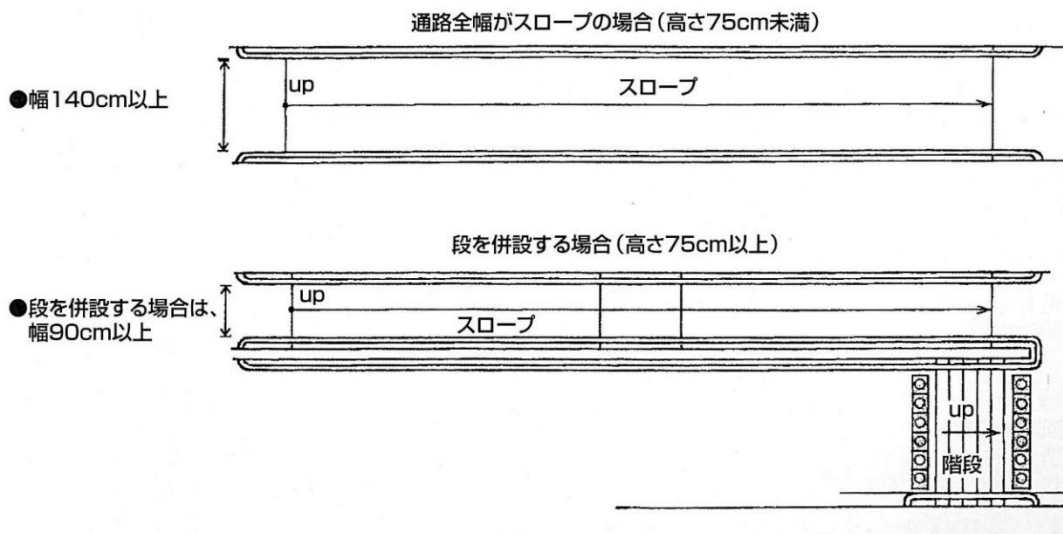 通路全幅がスロープの場合（高さ75cm未満）
up
スロープ
●幅140cm以上
段を併設する場合（高さ75cm以上）
up
スロープ
●段を併設する場合は、
幅90cm以上
up
階段